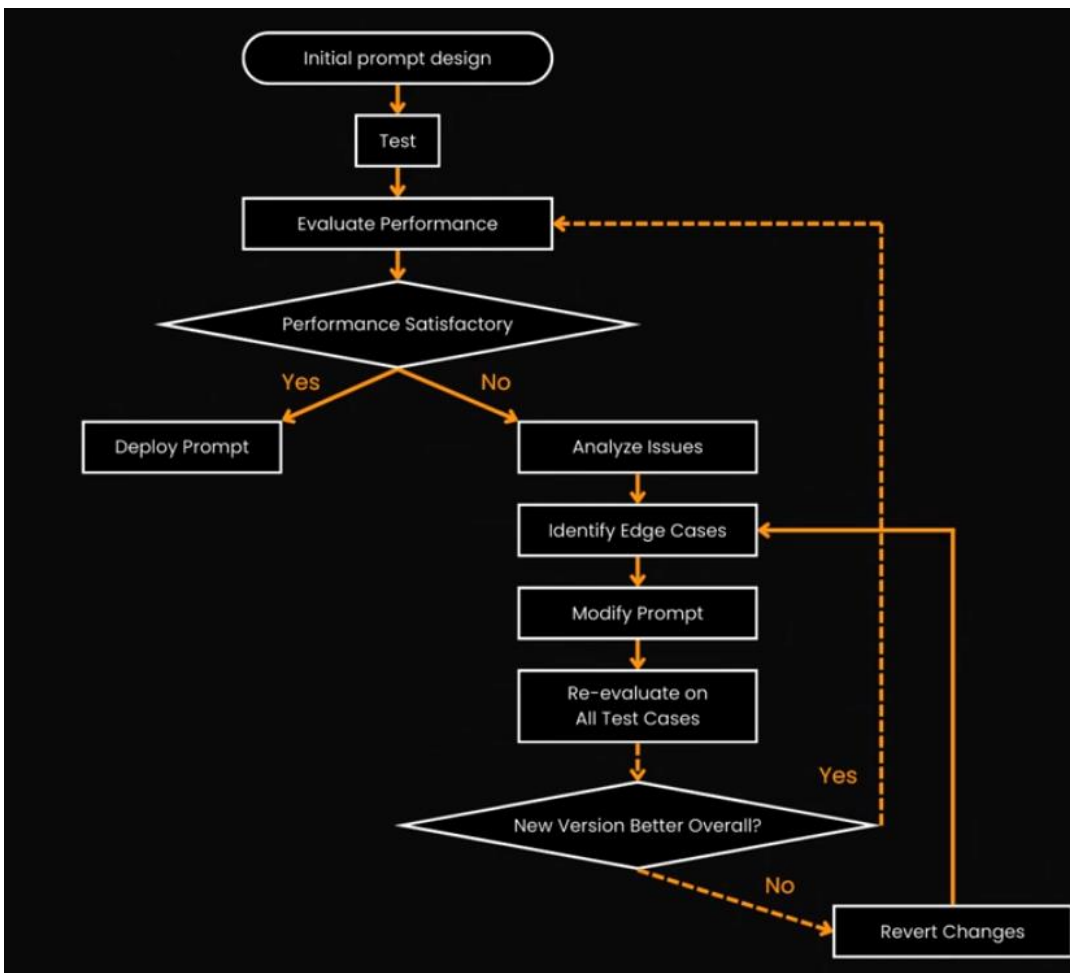 Initial prompt design
Test
Evaluate Performance
Performance Satisfactory
Yes
No
Deploy Prompt
Analyze Issues
Identify Edge Cases
Modify Prompt
Re-evaluate on
All Test Cases
Yes
New Version Better Overall?
No
Revert Changes